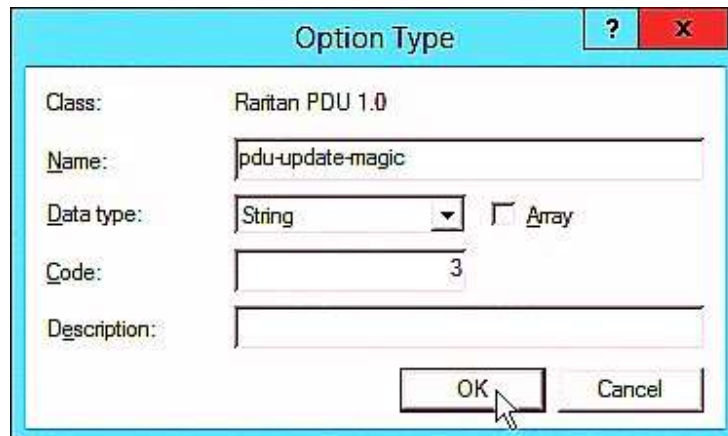 Option Type
?
x
Class: Raritan PDU 1.0
Name: pdu-update-magic
Data type: String Array
Code: 3
Description:
OK Cancel